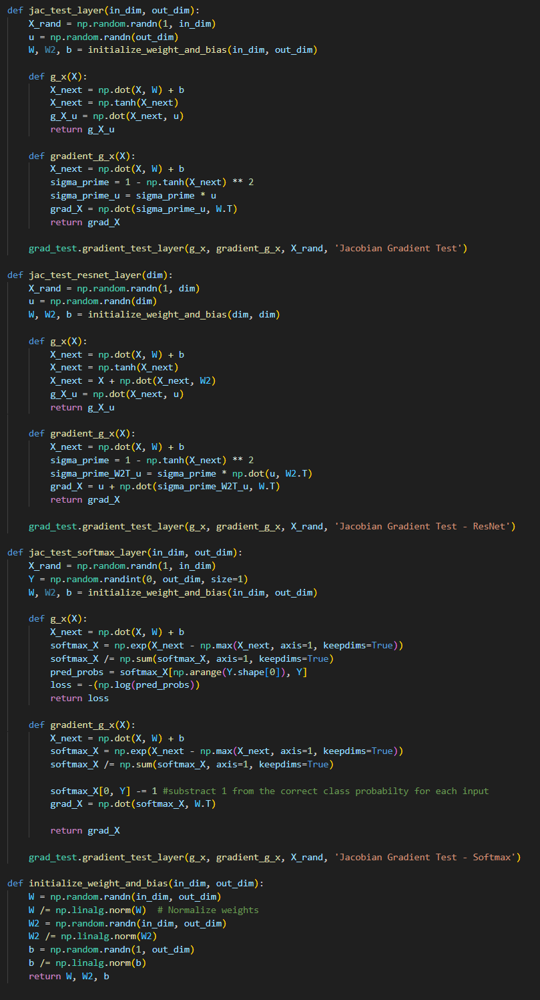 def jac_test_layer(in_dim, out_dim):
    X_rand = np.random.randn(1, in_dim)
    u = np.random.randn(out_dim)
    W, W2, b = initialize_weight_and_bias(in_dim, out_dim)

    def g_x(X):
        X_next = np.dot(X, W) + b
        X_next = np.tanh(X_next)
        g_X_u = np.dot(X_next, u)
        return g_X_u

    def gradient_g_x(X):
        X_next = np.dot(X, W) + b
        sigma_prime = 1 - np.tanh(X_next) ** 2
        sigma_prime_u = sigma_prime * u
        grad_X = np.dot(sigma_prime_u, W.T)
        return grad_X

    grad_test.gradient_test_layer(g_x, gradient_g_x, X_rand, 'Jacobian Gradient Test')

def jac_test_resnet_layer(dim):
    X_rand = np.random.randn(1, dim)
    u = np.random.randn(dim)
    W, W2, b = initialize_weight_and_bias(dim, dim)

    def g_x(X):
        X_next = np.dot(X, W) + b
        X_next = np.tanh(X_next)
        X_next = X + np.dot(X_next, W2)
        g_X_u = np.dot(X_next, u)
        return g_X_u

    def gradient_g_x(X):
        X_next = np.dot(X, W) + b
        sigma_prime = 1 - np.tanh(X_next) ** 2
        sigma_prime_W2T_u = sigma_prime * np.dot(u, W2.T)
        grad_X = u + np.dot(sigma_prime_W2T_u, W.T)
        return grad_X

    grad_test.gradient_test_layer(g_x, gradient_g_x, X_rand, 'Jacobian Gradient Test - ResNet')

def jac_test_softmax_layer(in_dim, out_dim):
    X_rand = np.random.randn(1, in_dim)
    Y = np.random.randint(0, out_dim, size=1)
    W, W2, b = initialize_weight_and_bias(in_dim, out_dim)

    def g_x(X):
        X_next = np.dot(X, W) + b
        softmax_X = np.exp(X_next - np.max(X_next, axis=1, keepdims=True))
        softmax_X /= np.sum(softmax_X, axis=1, keepdims=True)
        pred_probs = softmax_X[np.arange(Y.shape[0]), Y]
        loss = -(np.log(pred_probs))
        return loss

    def gradient_g_x(X):
        X_next = np.dot(X, W) + b
        softmax_X = np.exp(X_next - np.max(X_next, axis=1, keepdims=True))
        softmax_X /= np.sum(softmax_X, axis=1, keepdims=True)

        softmax_X[0, Y] -= 1 #substract 1 from the correct class probabilty for each input
        grad_X = np.dot(softmax_X, W.T)

        return grad_X

    grad_test.gradient_test_layer(g_x, gradient_g_x, X_rand, 'Jacobian Gradient Test - Softmax')

def initialize_weight_and_bias(in_dim, out_dim):
    W = np.random.randn(in_dim, out_dim)
    W /= np.linalg.norm(W)  # Normalize weights
    W2 = np.random.randn(in_dim, out_dim)
    W2 /= np.linalg.norm(W2)
    b = np.random.randn(1, out_dim)
    b /= np.linalg.norm(b)
    return W, W2, b